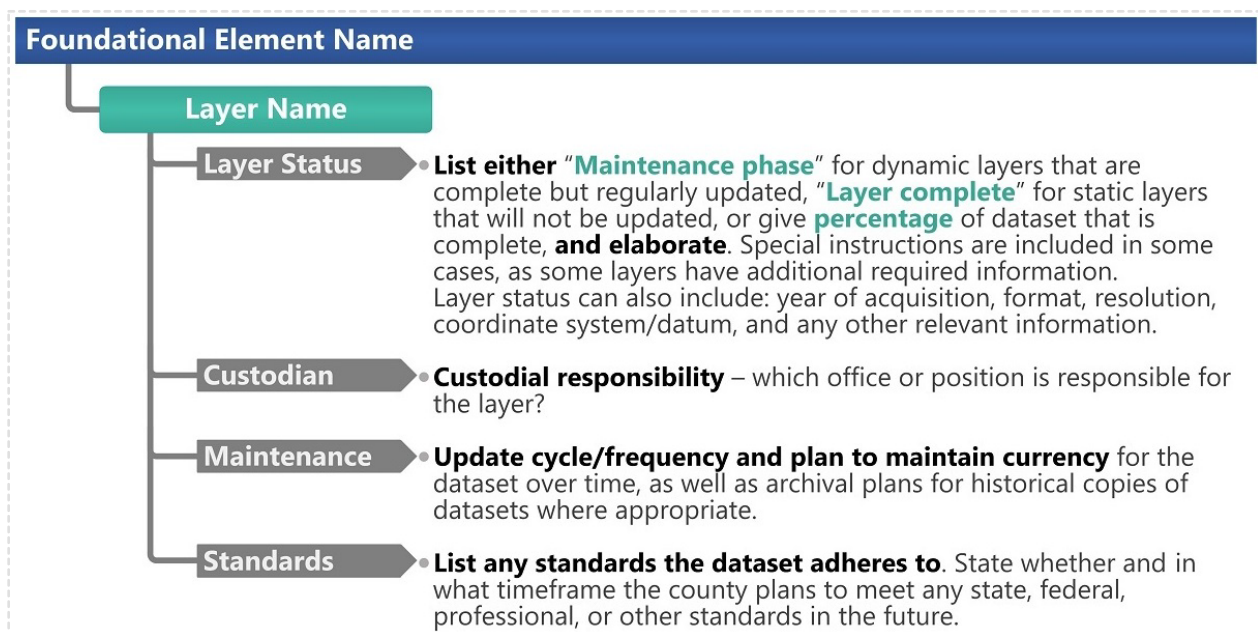 Foundational Element Name
Layer Name
Layer Status
List either “Maintenance phase” for dynamic layers that are
complete but regularly updated, “Layer complete” for static layers
that will not be updated, or give percentage of dataset that is
complete, and elaborate. Special instructions are included in some
cases, as some layers have additional required information.
Layer status can also include: year of acquisition, format, resolution,
coordinate system/datum, and any other relevant information.
Custodian
Custodial responsibility – which office or position is responsible for
the layer?
Maintenance
Update cycle/frequency and plan to maintain currency for the
dataset over time, as well as archival plans for historical copies of
datasets where appropriate.
Standards
List any standards the dataset adheres to. State whether and in
what timeframe the county plans to meet any state, federal,
professional, or other standards in the future.